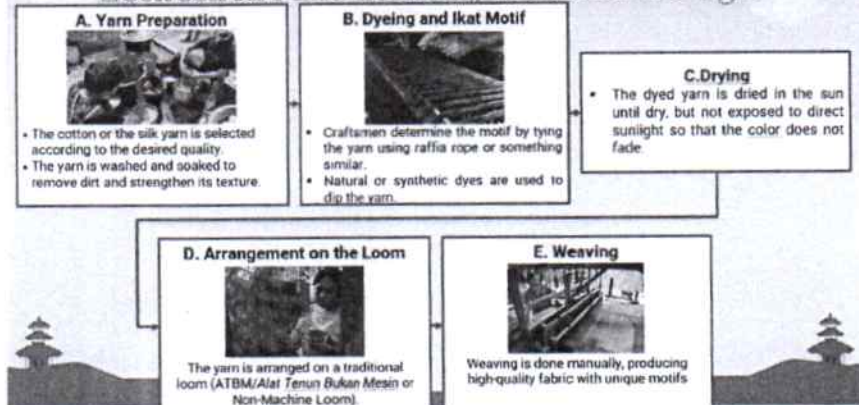 A. Yarn Preparation
• The cotton or the silk yarn is selected
according to the desired quality.
• The yarn is washed and soaked to
remove dirt and strengthen its texture.
B. Dyeing and Ikat Motif
• Craftsmen determine the motif by tying
the yarn using raffia rope or something
similar.
• Natural or synthetic dyes are used to
dip the yarn.
C.Drying
• The dyed yarn is dried in the sun
until dry, but not exposed to direct
sunlight so that the color does not
fade.
D. Arrangement on the Loom
The yarn is arranged on a traditional
loom (ATBM/Alat Tenun Bukan Mesin or
Non-Machine Loom).
E. Weaving
Weaving is done manually, producing
high-quality fabric with unique motifs